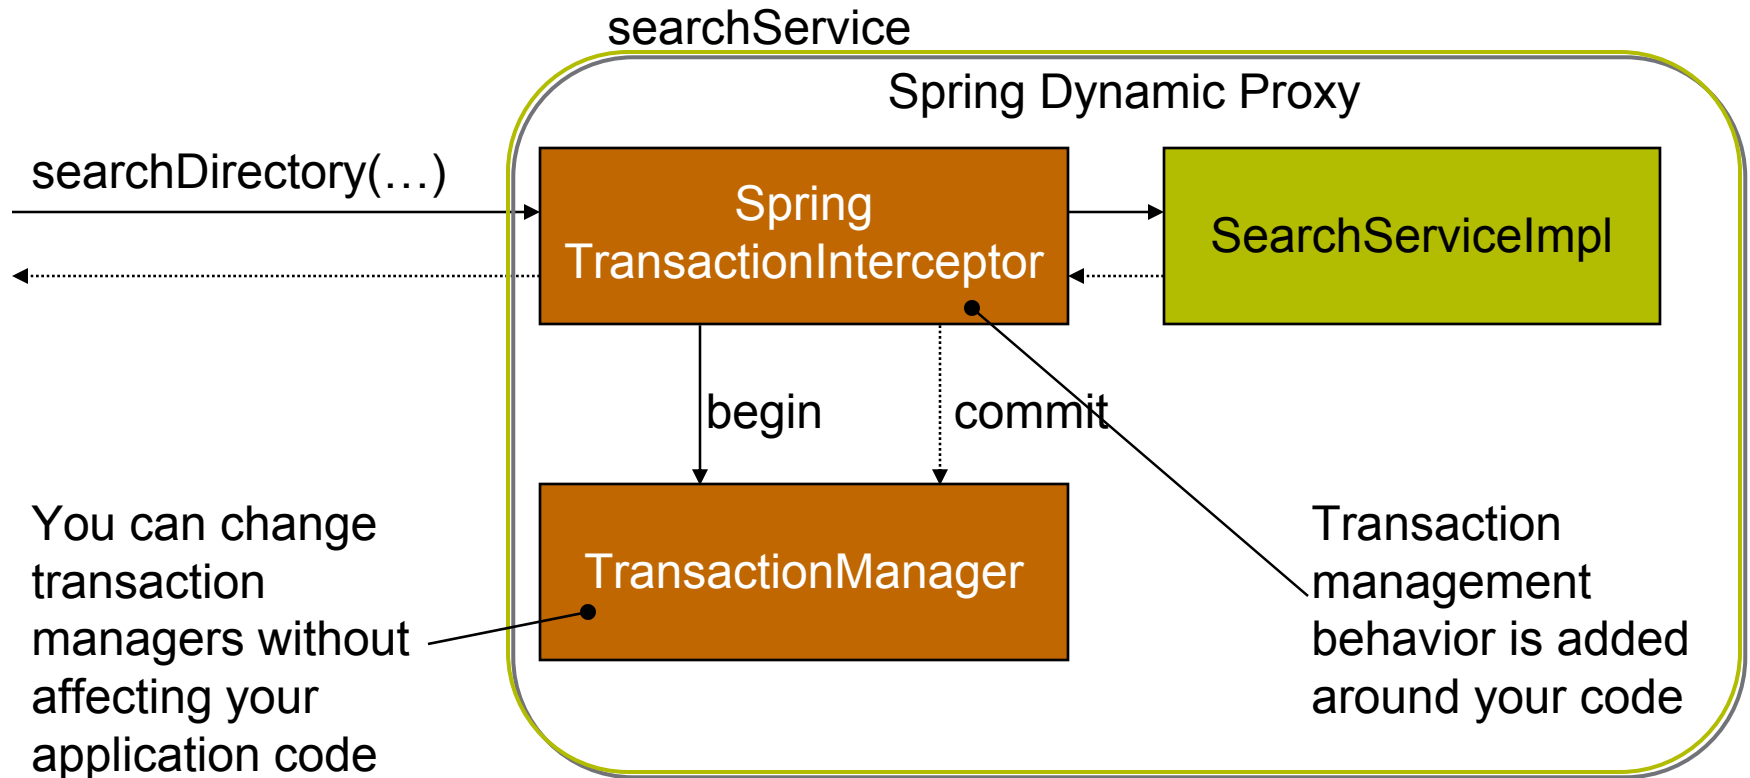 searchService
Spring Dynamic Proxy
searchDirectory(…)
Spring
TransactionInterceptor
SearchServiceImpl
begin
commit
TransactionManager
You can change
transaction
managers without
affecting your
application code
Transaction
management
behavior is added
around your code